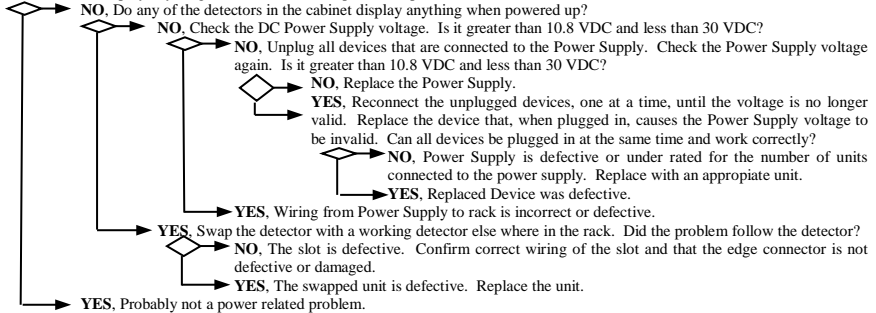 NO, Do any of the detectors in the cabinet display anything when powered up?
NO, Check the DC Power Supply voltage. Is it greater than 10.8 VDC and less than 30 VDC?
NO, Unplug all devices that are connected to the Power Supply. Check the Power Supply voltage
again. Is it greater than 10.8 VDC and less than 30 VDC?
NO, Replace the Power Supply.
YES, Reconnect the unplugged devices, one at a time, until the voltage is no longer
valid. Replace the device that, when plugged in, causes the Power Supply voltage to
be invalid. Can all devices be plugged in at the same time and work correctly?
NO, Power Supply is defective or under rated for the number of units
connected to the power supply. Replace with an appropiate unit.
YES, Replaced Device was defective.
YES, Wiring from Power Supply to rack is incorrect or defective.
YES, Swap the detector with a working detector else where in the rack. Did the problem follow the detector?
NO, The slot is defective. Confirm correct wiring of the slot and that the edge connector is not
defective or damaged.
YES, The swapped unit is defective. Replace the unit.
YES, Probably not a power related problem.